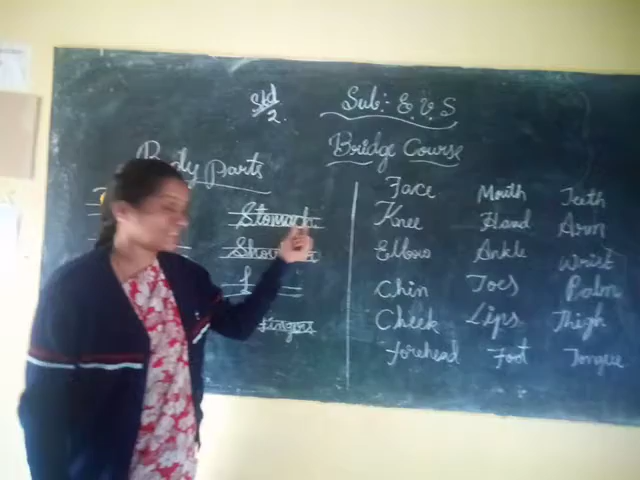 Std 2.
Sub:- E.V.S
Bridge Course
Body Parts
Stomach
Fingers
Face Mouth Teeth
Knee Hand Arm
Elbow Ankle Wrist
Chin Toes Palm
Cheek Lips Thigh
Forehead Foot Tongue